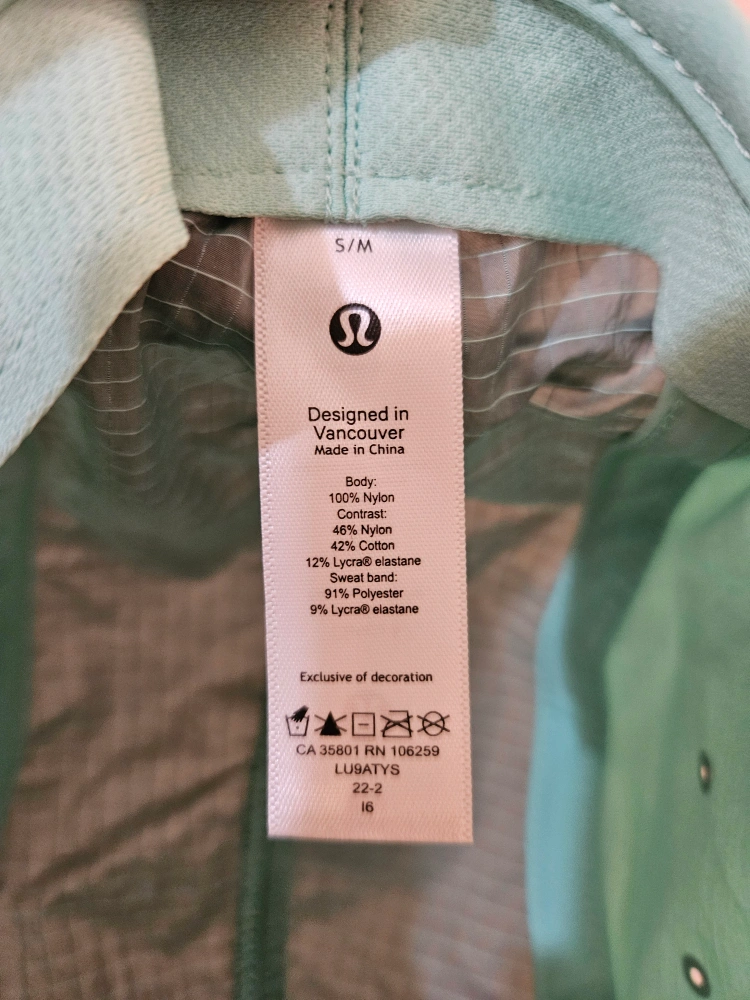 S/M
Designed in
Vancouver
Made in China
Body:
100% Nylon
Contrast:
46% Nylon
42% Cotton
12% Lycra® elastane
Sweat band:
91% Polyester
9% Lycra® elastane
Exclusive of decoration
CA 35801 RN 106259
LU9ATYS
22-2
I6